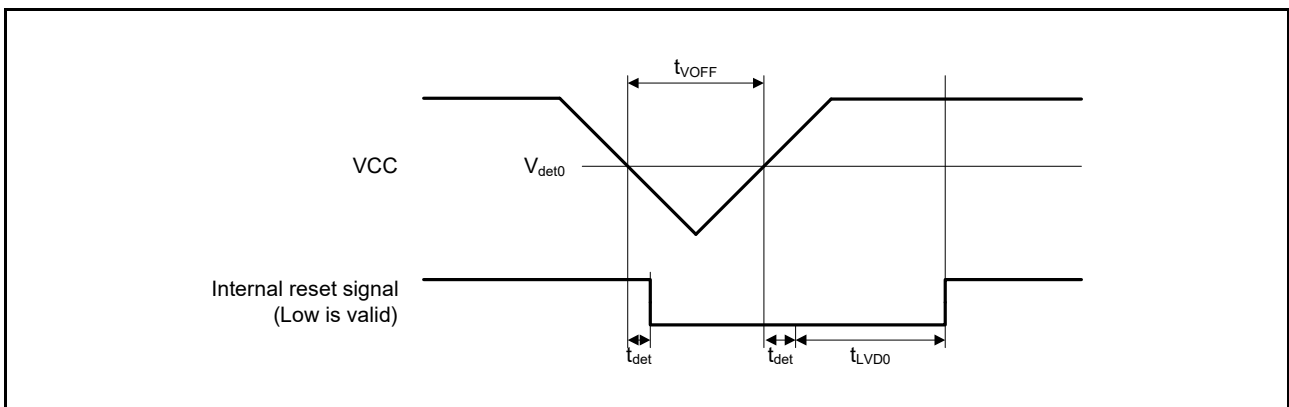 tVOFF
VCC
Vdet0
Internal reset signal
(Low is valid)
tdet
tdet
tLVD0